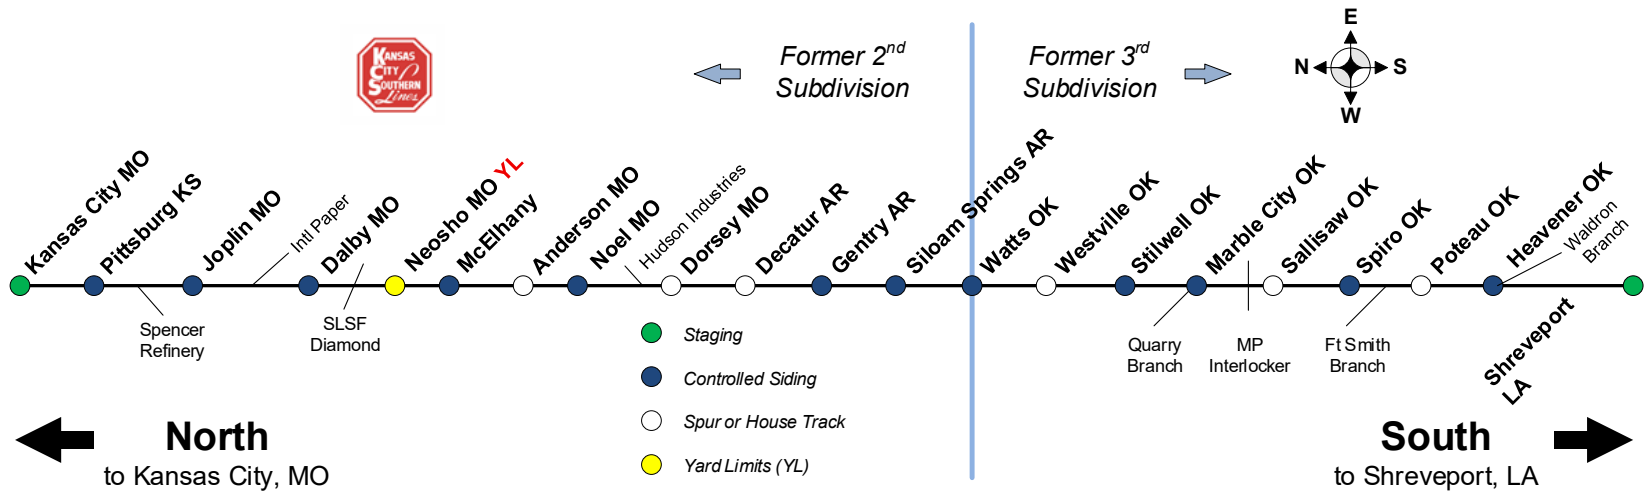 KANSAS
CITY
SOUTHERN
Lines
Former 2nd
Subdivision
Former 3rd
Subdivision
E
N
S
W
Kansas City MO
Pittsburg KS
Joplin MO
Intl Paper
Dalby MO
Neosho MO YL
McElhany
Anderson MO
Noel MO
Hudson Industries
Dorsey MO
Decatur AR
Gentry AR
Siloam Springs AR
Watts OK
Westville OK
Stilwell OK
Marble City OK
Sallisaw OK
Spiro OK
Poteau OK
Heavener OK
Waldron
Branch
Spencer
Refinery
SLSF
Diamond
Quarry
Branch
MP
Interlocker
Ft Smith
Branch
Shreveport
LA
Staging
Controlled Siding
Spur or House Track
Yard Limits (YL)
North
to Kansas City, MO
South
to Shreveport, LA